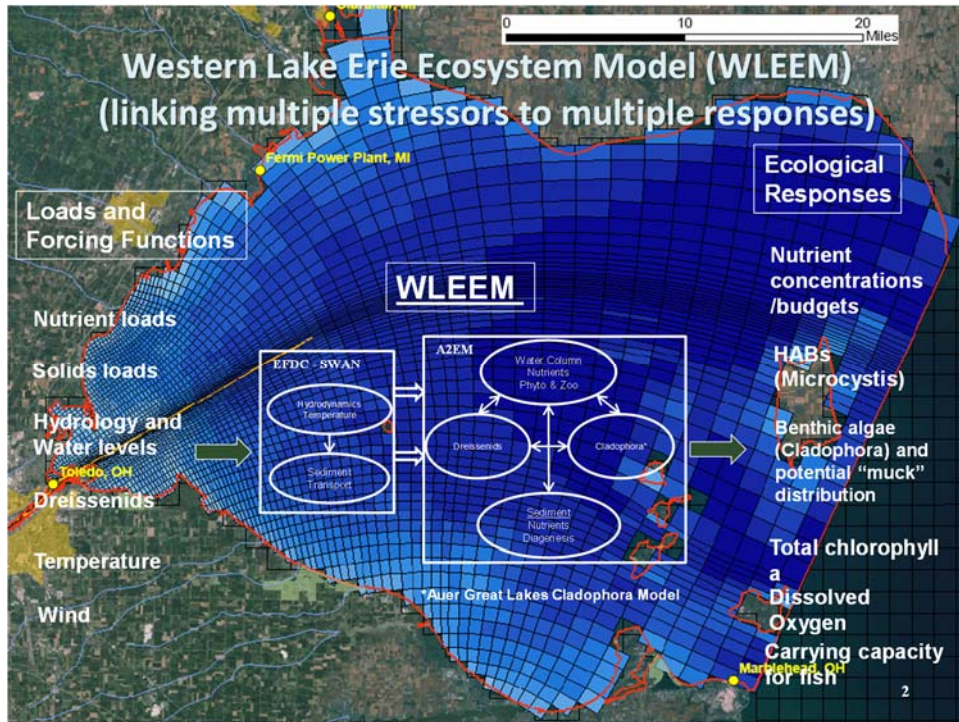 0 10 20
Miles
Western Lake Erie Ecosystem Model (WLEEM)
(linking multiple stressors to multiple responses)
Fermi Power Plant, MI
Loads and
Forcing Functions
Nutrient loads
Solids loads
Hydrology and
Water levels
Toledo, OH
Dreissenids
Temperature
Wind
WLEEM
EFDC - SWAN
Hydrodynamics
Temperature
Sediment
Transport
A2EM
Water Column
Nutrients
Phyto & Zoo
Dreissenids
Cladophora*
Sediment
Nutrients
Diagenesis
*Auer Great Lakes Cladophora Model
Ecological
Responses
Nutrient
concentrations
/budgets
HABs
(Microcystis)
Benthic algae
(Cladophora) and
potential “muck”
distribution
Total chlorophyll
a
Dissolved
Oxygen
Carrying capacity
for fish
Marblehead, OH
2